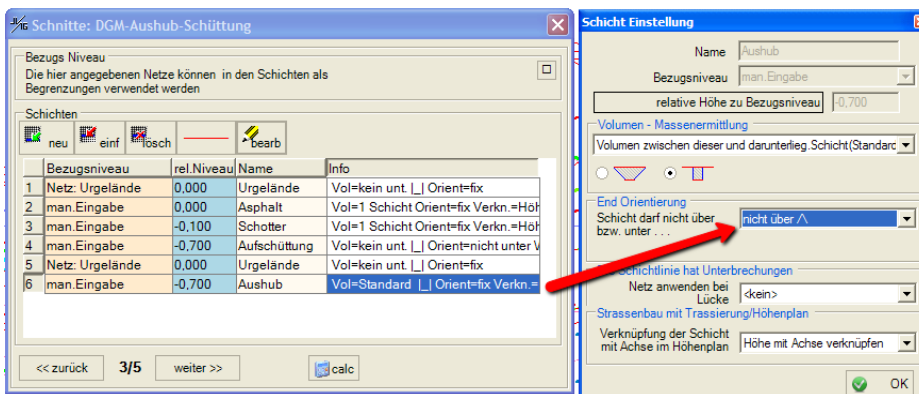 Schnitte: DGM-Aushub-Schüttung
Bezugs Niveau
Die hier angegebenen Netze können in den Schichten als
Begrenzungen verwendet werden
Schichten
neu einf lösch bearb
Bezugsniveau rel.Niveau Name Info
1 Netz: Urgelände 0,000 Urgelände Vol=kein unt. |_| Orient=fix
2 man.Eingabe 0,000 Asphalt Vol=1 Schicht Orient=fix Verkn.=Höh
3 man.Eingabe -0,100 Schotter Vol=1 Schicht Orient=fix Verkn.=Höh
4 man.Eingabe -0,700 Aufschüttung Vol=kein unt. |_| Orient=nicht unter V
5 Netz: Urgelände 0,000 Urgelände Vol=kein unt. |_| Orient=fix
6 man.Eingabe -0,700 Aushub Vol=Standard |_| Orient=fix Verkn.=
<< zurück 3/5 weiter >> calc
Schicht Einstellung
Name Aushub
Bezugsniveau man.Eingabe
relative Höhe zu Bezugsniveau -0,700
Volumen - Massenermittlung
Volumen zwischen dieser und darunterlieg.Schicht(Standarc
End Orientierung
Schicht darf nicht über nicht über /\
bzw. unter . . .
Schichtlinie hat Unterbrechungen
Netz anwenden bei <kein>
Lücke
Strassenbau mit Trassierung/Höhenplan
Verknüpfung der Schicht Höhe mit Achse verknüpfen
mit Achse im Höhenplan
OK